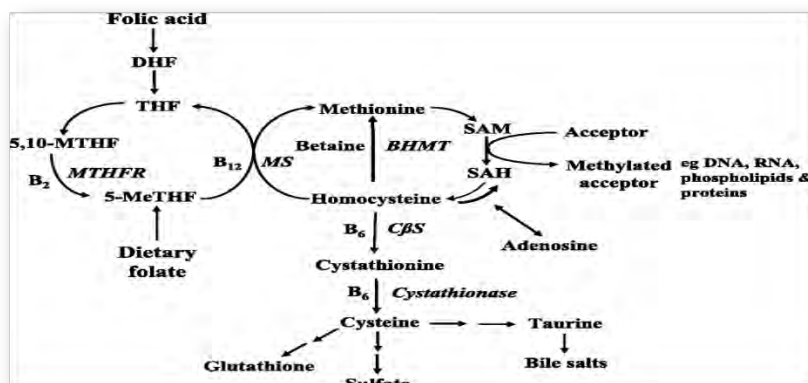 Folic acid
DHF
THF
Methionine
SAM
Acceptor
5,10-MTHF
Betaine
BHMT
B12
MS
MTHFR
B2
SAH
Methylated acceptor
eg DNA, RNA, phospholipids & proteins
5-MeTHF
Homocysteine
B6
CβS
Adenosine
Dietary
folate
Cystathionine
B6
Cystathionase
Cysteine
Taurine
Glutathione
Bile salts
Sulfate